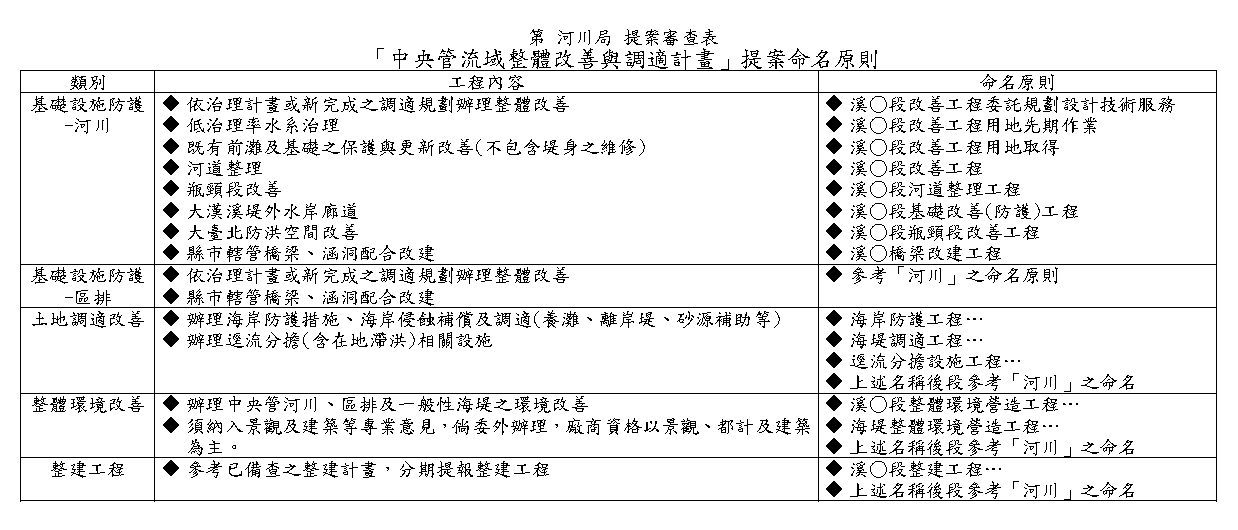 第 河川局 提案審查表
「中央管流域整體改善與調適計畫」提案命名原則
類別 工程內容 命名原則
基礎設施防護
-河川
◆ 依治理計畫或新完成之調適規劃辦理整體改善
◆ 低治理率水系治理
◆ 既有前灘及基礎之保護與更新改善(不包含堤身之維修)
◆ 河道整理
◆ 瓶頸段改善
◆ 大漢溪堤外水岸廊道
◆ 大臺北防洪空間改善
◆ 縣市轄管橋梁、涵洞配合改建
◆ 溪○段改善工程委託規劃設計技術服務
◆ 溪○段改善工程用地先期作業
◆ 溪○段改善工程用地取得
◆ 溪○段改善工程
◆ 溪○段河道整理工程
◆ 溪○段基礎改善(防護)工程
◆ 溪○段瓶頸段改善工程
◆ 溪○橋梁改建工程
基礎設施防護
-區排
◆ 依治理計畫或新完成之調適規劃辦理整體改善
◆ 縣市轄管橋梁、涵洞配合改建
◆ 參考「河川」之命名原則
土地調適改善
◆ 辦理海岸防護措施、海岸侵蝕補償及調適(養灘、離岸堤、砂源補助等)
◆ 辦理逕流分擔(含在地滯洪)相關設施
◆ 海岸防護工程…
◆ 海堤調適工程…
◆ 逕流分擔設施工程…
◆ 上述名稱後段參考「河川」之命名
整體環境改善
◆ 辦理中央管河川、區排及一般性海堤之環境改善
◆ 須納入景觀及建築等專業意見，倘委外辦理，廠商資格以景觀、都計及建築
為主。
◆ 溪○段整體環境營造工程…
◆ 海堤整體環境營造工程…
◆ 上述名稱後段參考「河川」之命名
整建工程
◆ 參考已備查之整建計畫，分期提報整建工程
◆ 溪○段整建工程…
◆ 上述名稱後段參考「河川」之命名